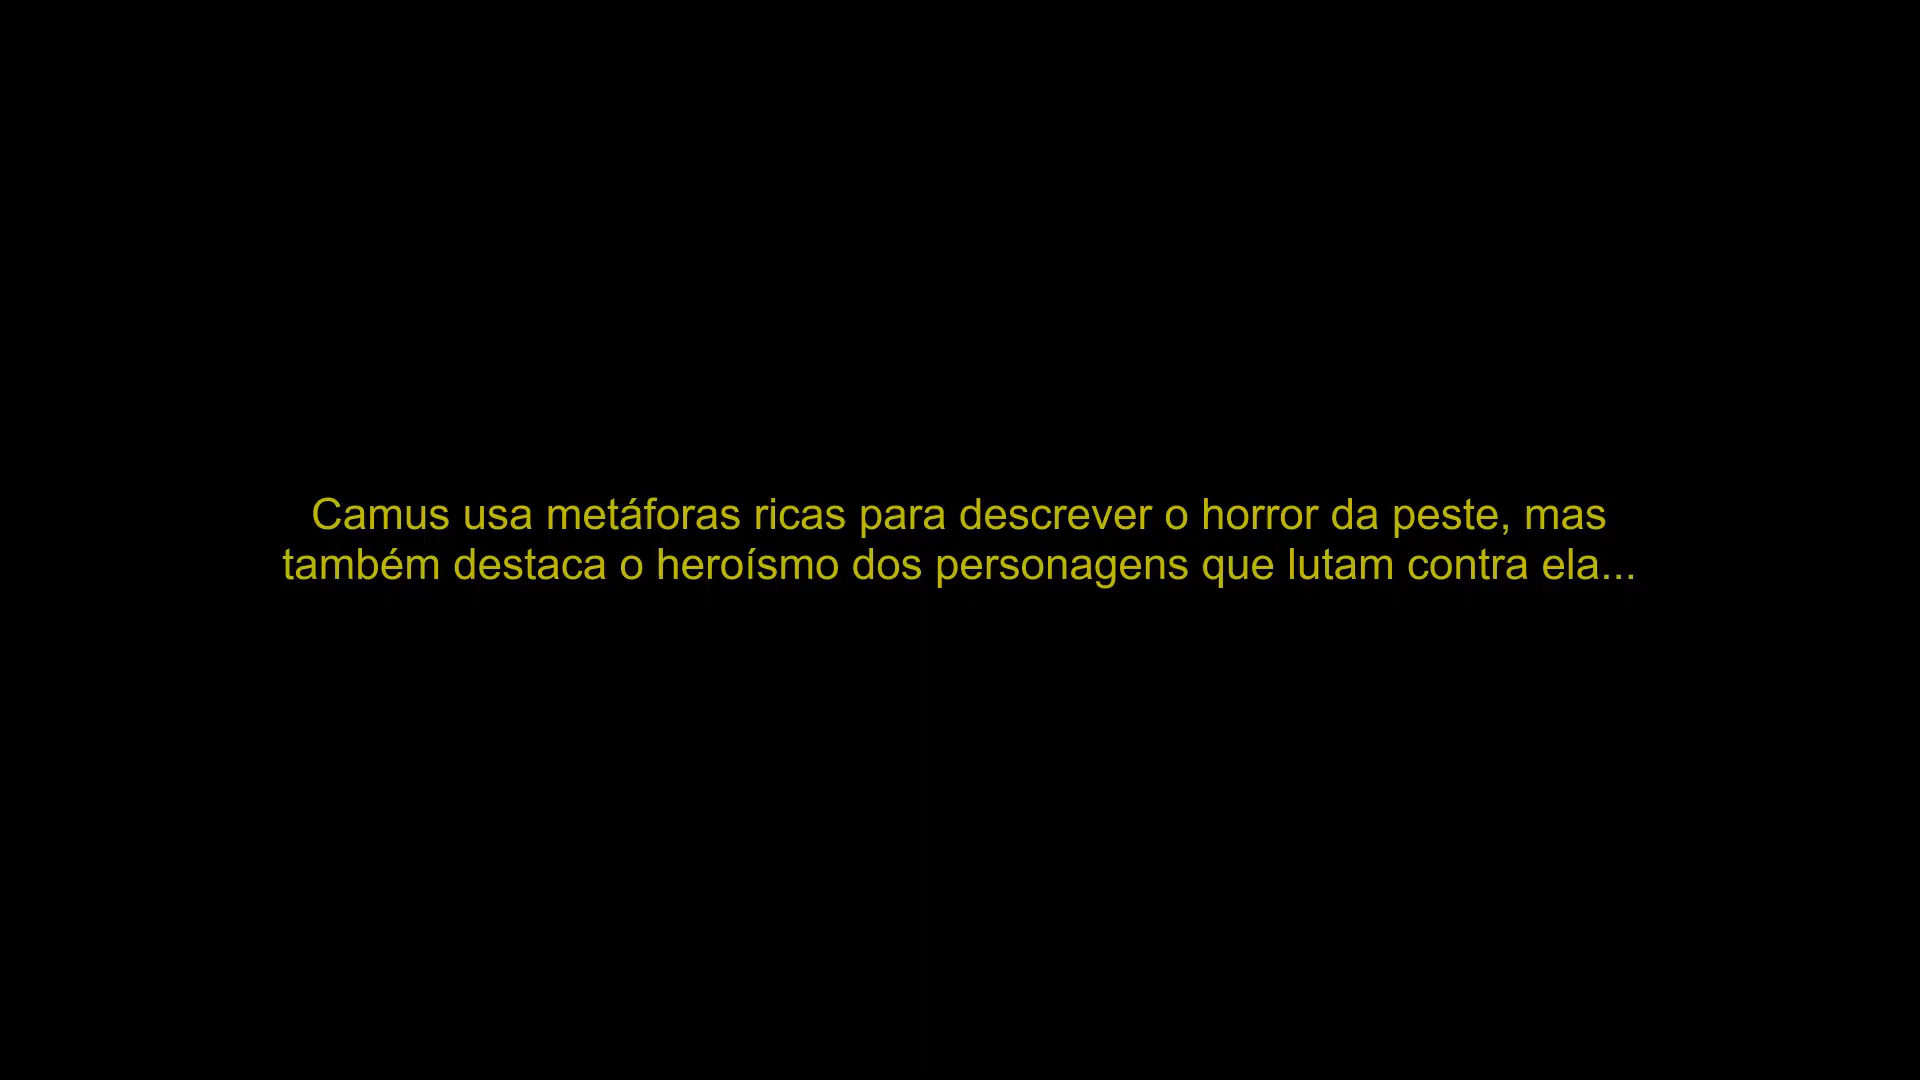 Camus usa metáforas ricas para descrever o horror da peste, mas
também destaca o heroísmo dos personagens que lutam contra ela...